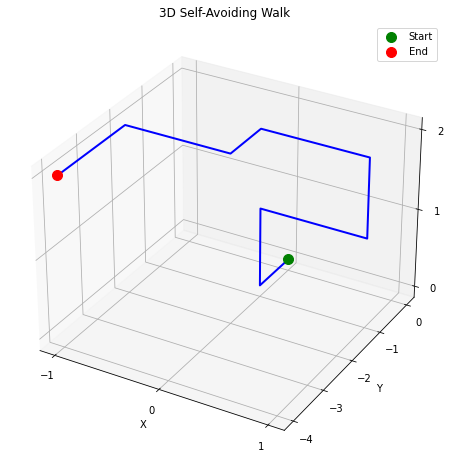 3D Self-Avoiding Walk
Start
End
2
1
0
0
−1
−2
−3
−4
Y
−1
0
1
X